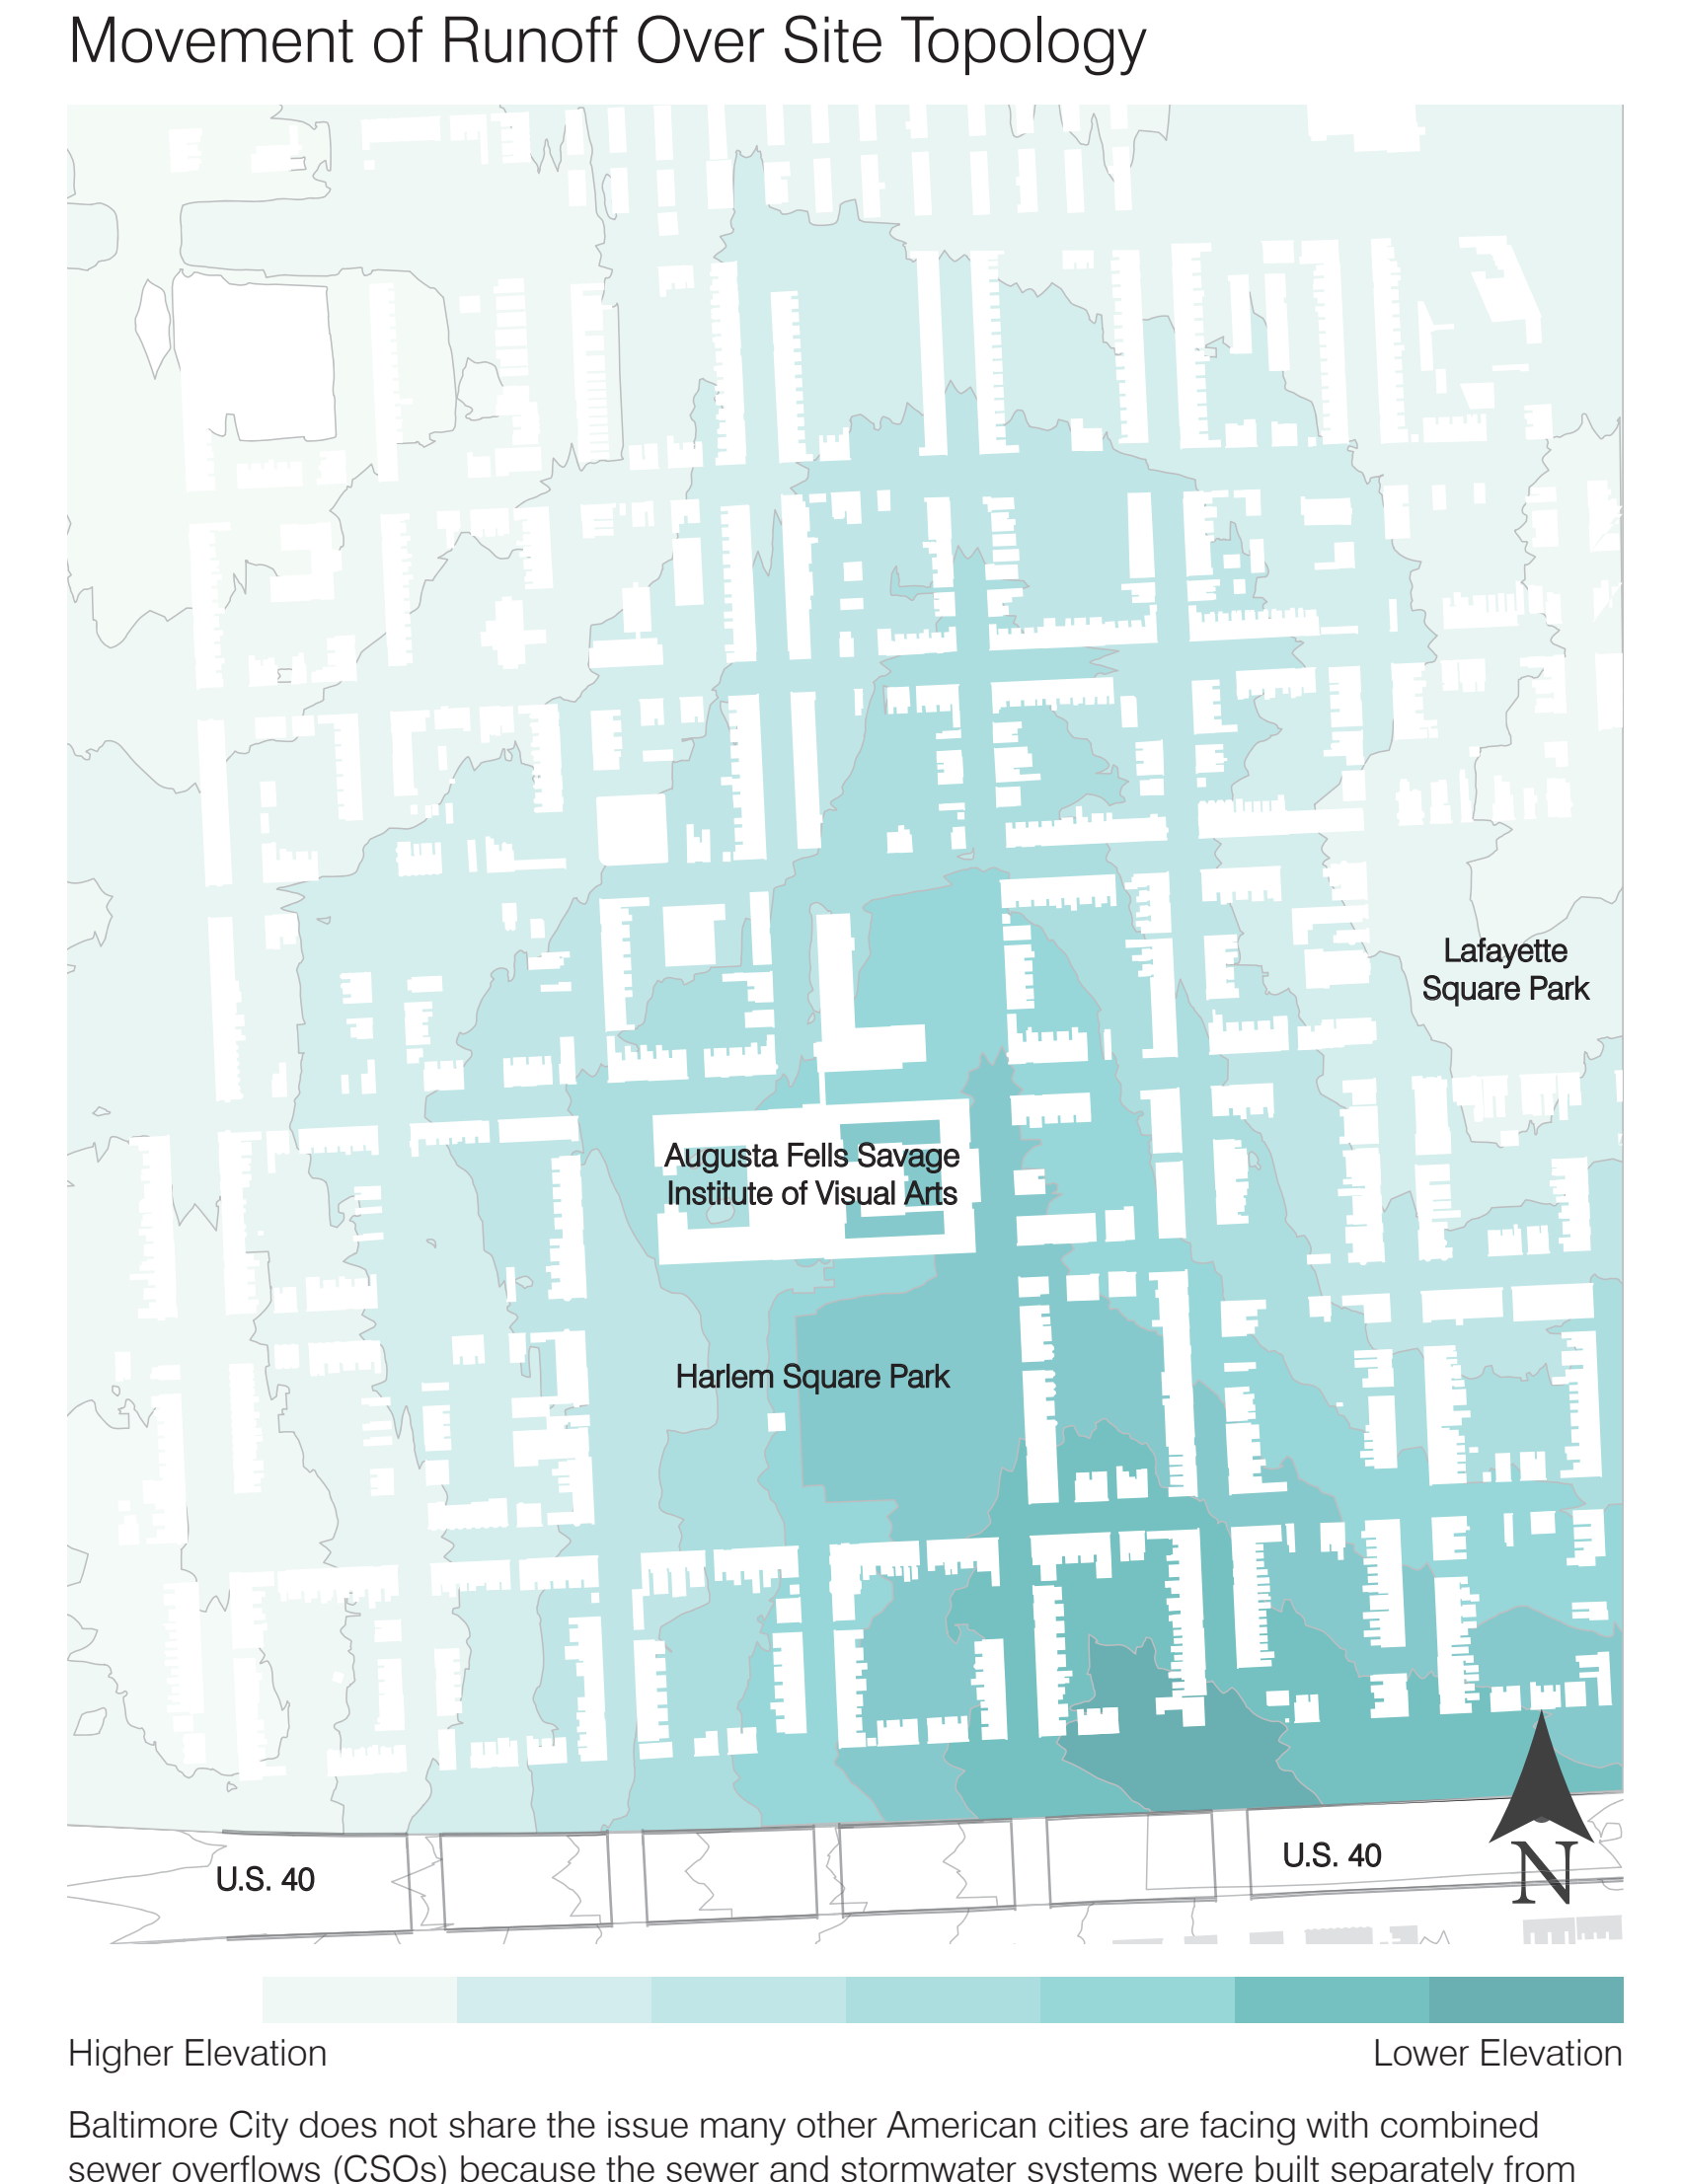 Movement of Runoff Over Site Topology
Lafayette
Square Park
Augusta Fells Savage
Institute of Visual Arts
Harlem Square Park
U.S. 40
U.S. 40
N
Higher Elevation
Lower Elevation
Baltimore City does not share the issue many other American cities are facing with combined
sewer overflows (CSOs) because the sewer and stormwater systems were built separately from